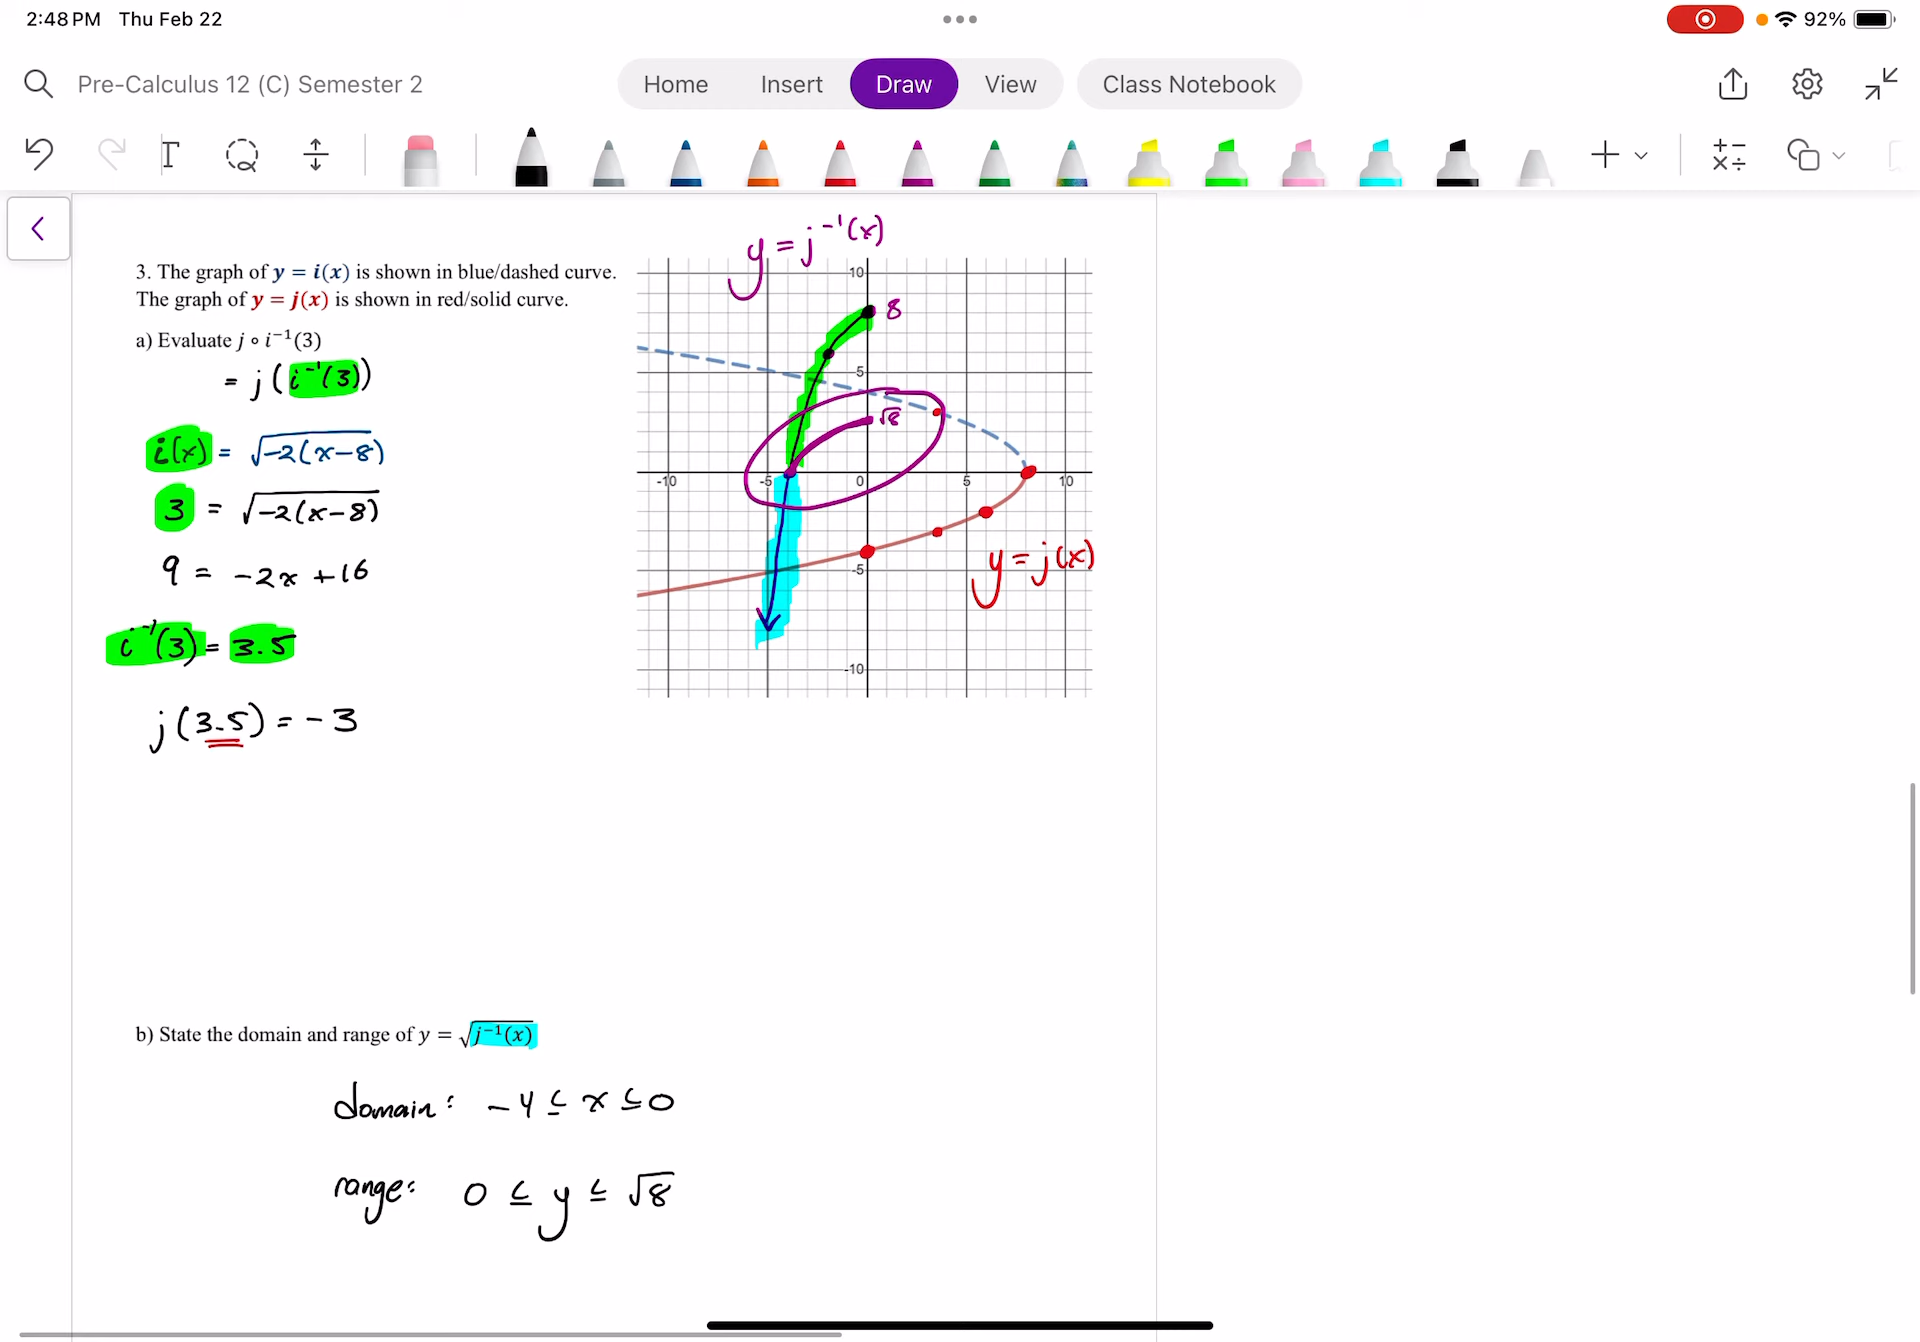 2:48 PM Thu Feb 22
92%
Pre-Calculus 12 (C) Semester 2
Home Insert Draw View Class Notebook
3. The graph of y = i(x) is shown in blue/dashed curve.
The graph of y = j(x) is shown in red/solid curve.
a) Evaluate j ∘ i⁻¹(3)
= j(i⁻¹(3))
i(x) = √-2(x-8)
3 = √-2(x-8)
9 = -2x +16
i⁻¹(3) = 3.5
j(3.5) = -3
y = j⁻¹(x)
10
8
5
√8
-10 -5 0 5 10
y = j(x)
-5
-10
b) State the domain and range of y = √j⁻¹(x)
domain: -4 ≤ x ≤ 0
range: 0 ≤ y ≤ √8